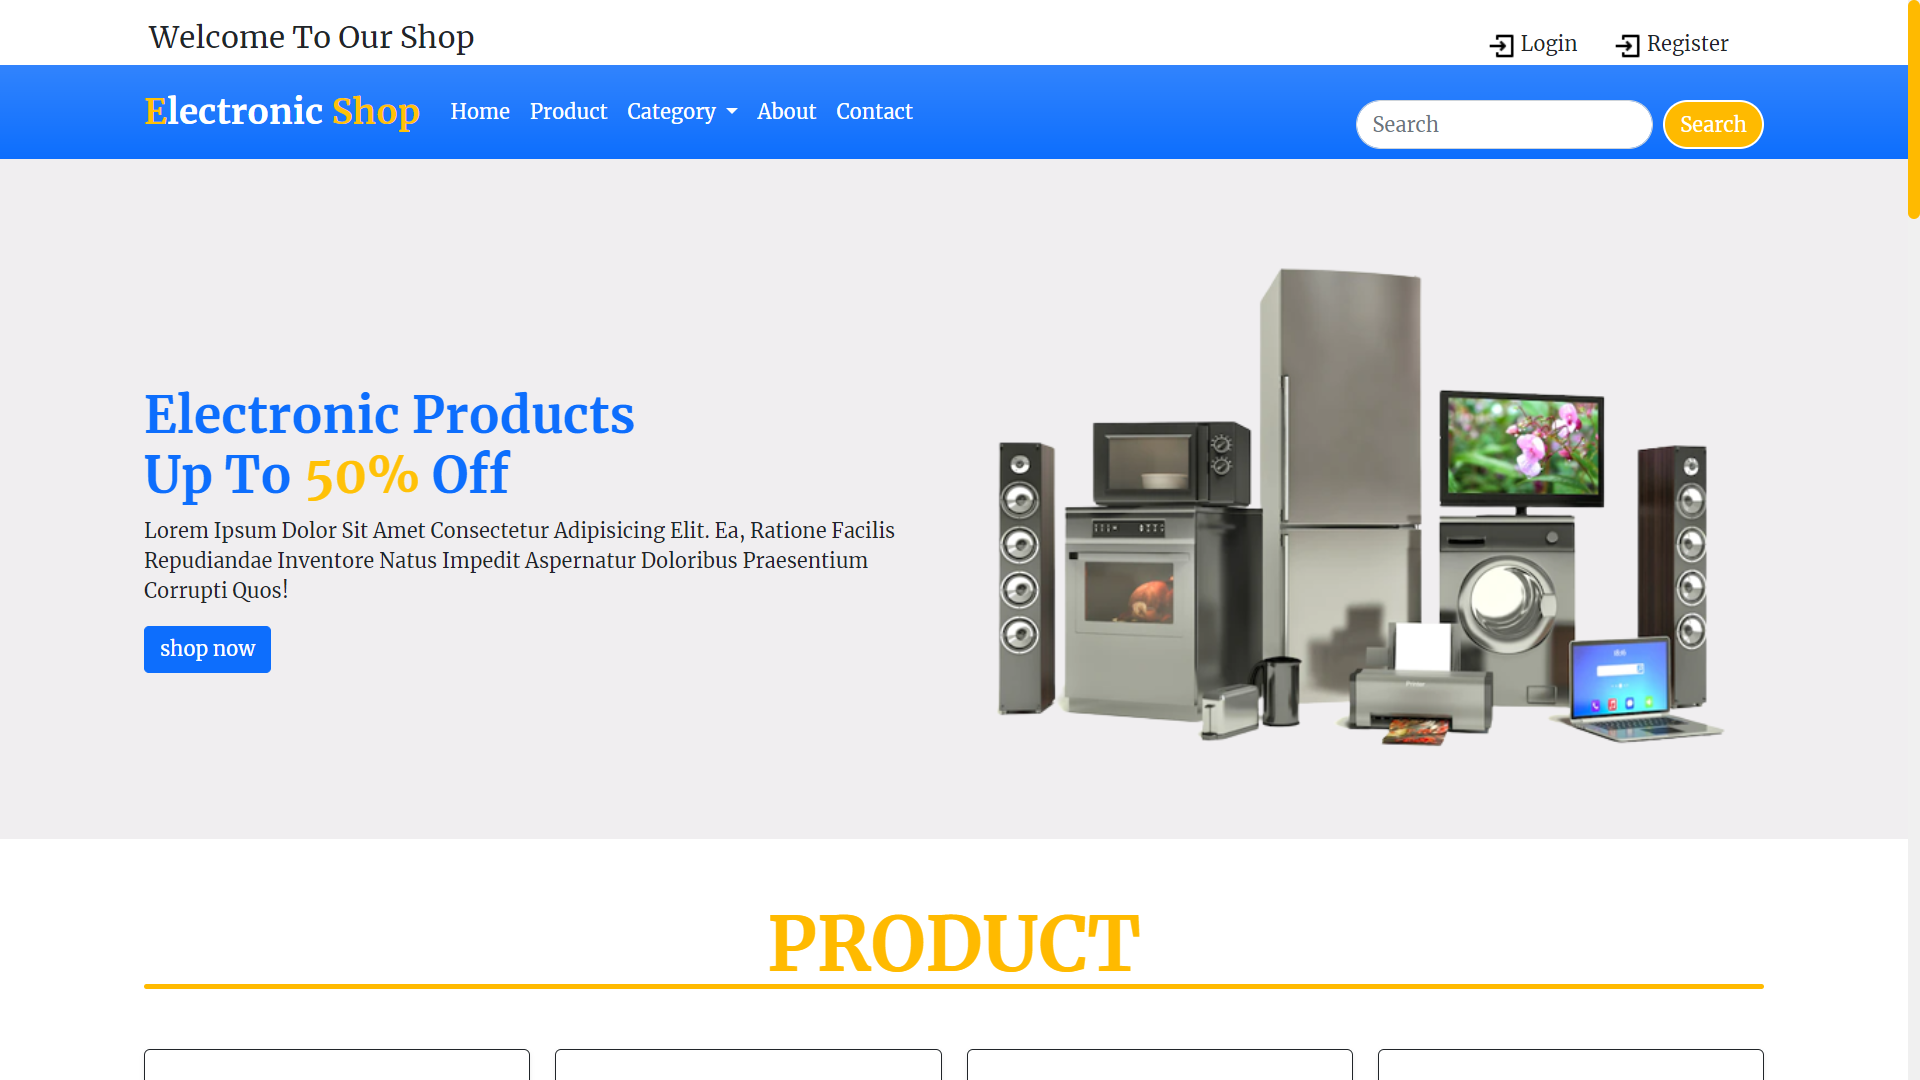 Welcome To Our Shop
Login
Register
Electronic Shop
Home
Product
Category
About
Contact
Search
Search
Electronic Products
Up To 50% Off
Lorem Ipsum Dolor Sit Amet Consectetur Adipisicing Elit. Ea, Ratione Facilis
Repudiandae Inventore Natus Impedit Aspernatur Doloribus Praesentium
Corrupti Quos!
shop now
Printer
PRODUCT